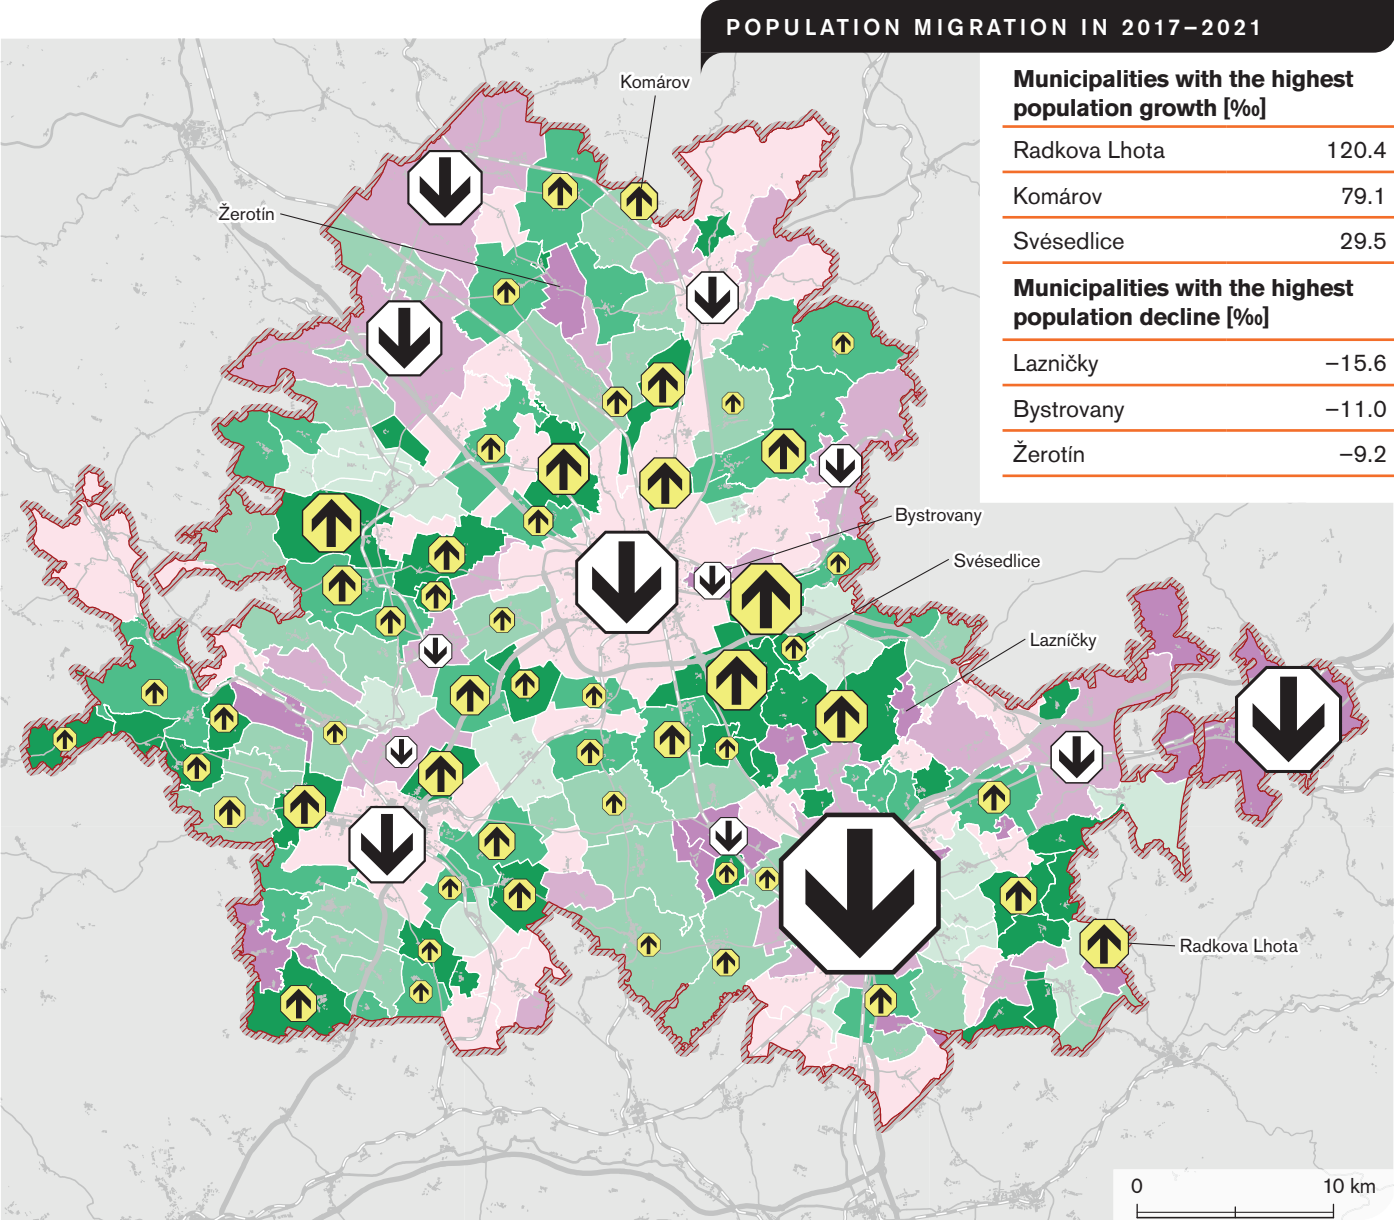 POPULATION MIGRATION IN 2017–2021
Municipalities with the highest
population growth [‰]
Radkova Lhota 120.4
Komárov 79.1
Svésedlice 29.5
Municipalities with the highest
population decline [‰]
Lazničky –15.6
Bystrovany –11.0
Žerotín –9.2
Komárov
Žerotín
Bystrovany
Svésedlice
Lazníčky
Radkova Lhota
0 10 km